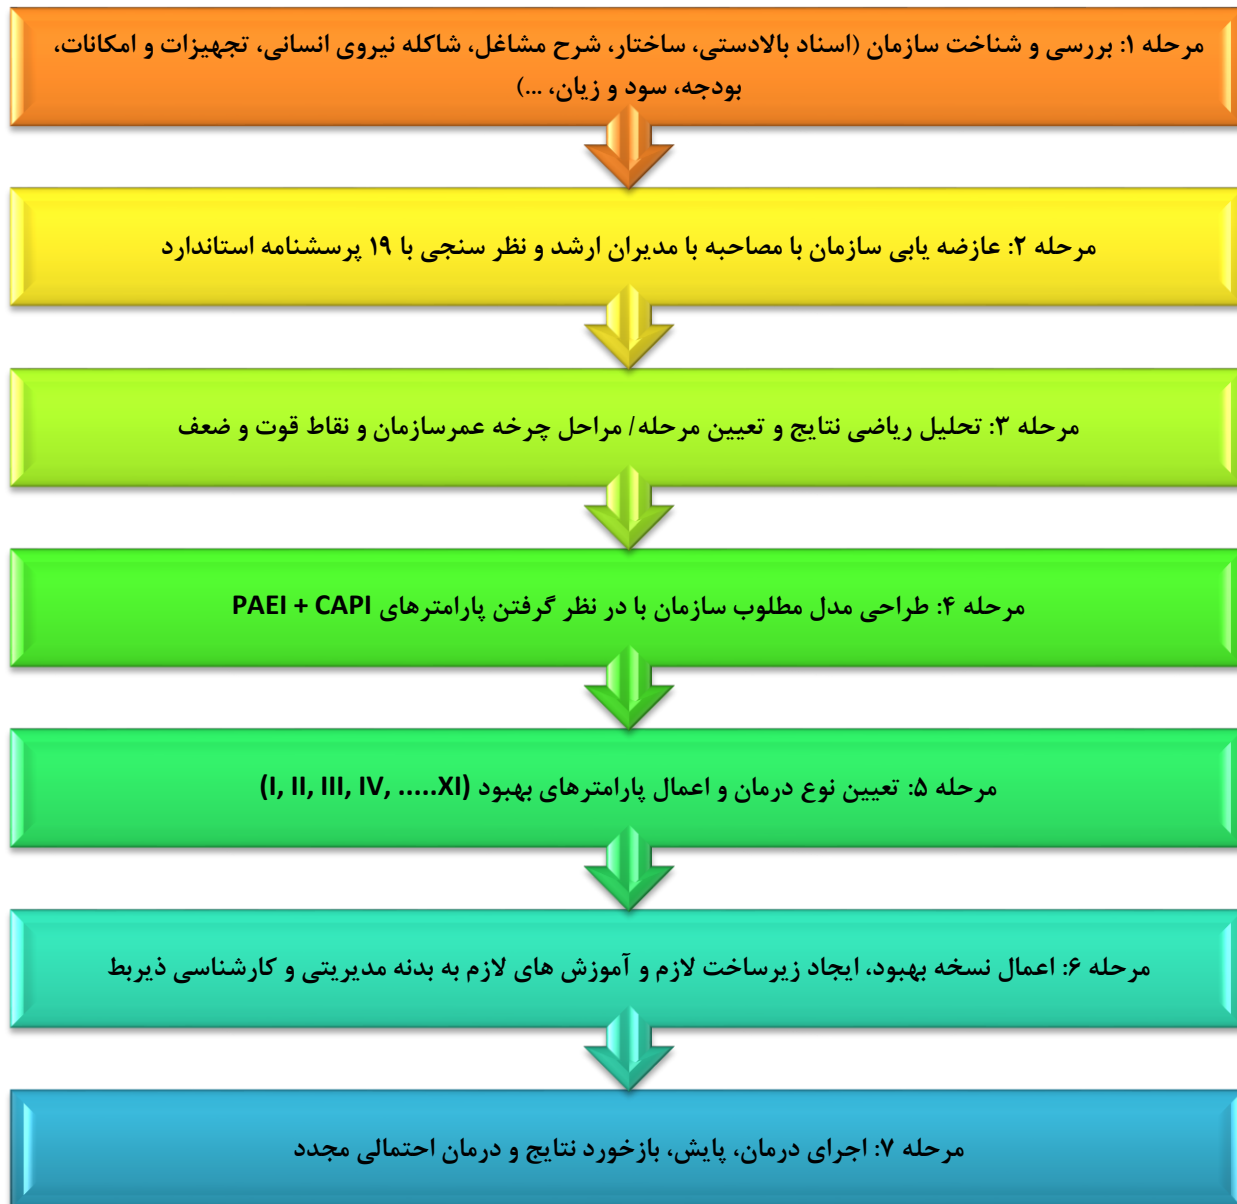 مرحله ۱: بررسی و شناخت سازمان (اسناد بالادستی، ساختار، شرح مشاغل، شاکله نیروی انسانی، تجهیزات و امکانات،
بودجه، سود و زیان، ...)
مرحله ۲: عازضه یابی سازمان با مصاحبه با مدیران ارشد و نظر سنجی با ۱۹ پرسشنامه استاندارد
مرحله ۳: تحلیل ریاضی نتایج و تعیین مرحله/ مراحل چرخه عمرسازمان و نقاط قوت و ضعف
مرحله ۴: طراحی مدل مطلوب سازمان با در نظر گرفتن پارامترهای PAEI + CAPI
مرحله ۵: تعیین نوع درمان و اعمال پارامترهای بهبود (I, II, III, IV, .....XI)
مرحله ۶: اعمال نسخه بهبود، ایجاد زیرساخت لازم و آموزش های لازم به بدنه مدیریتی و کارشناسی ذیربط
مرحله ۷: اجرای درمان، پایش، بازخورد نتایج و درمان احتمالی مجدد